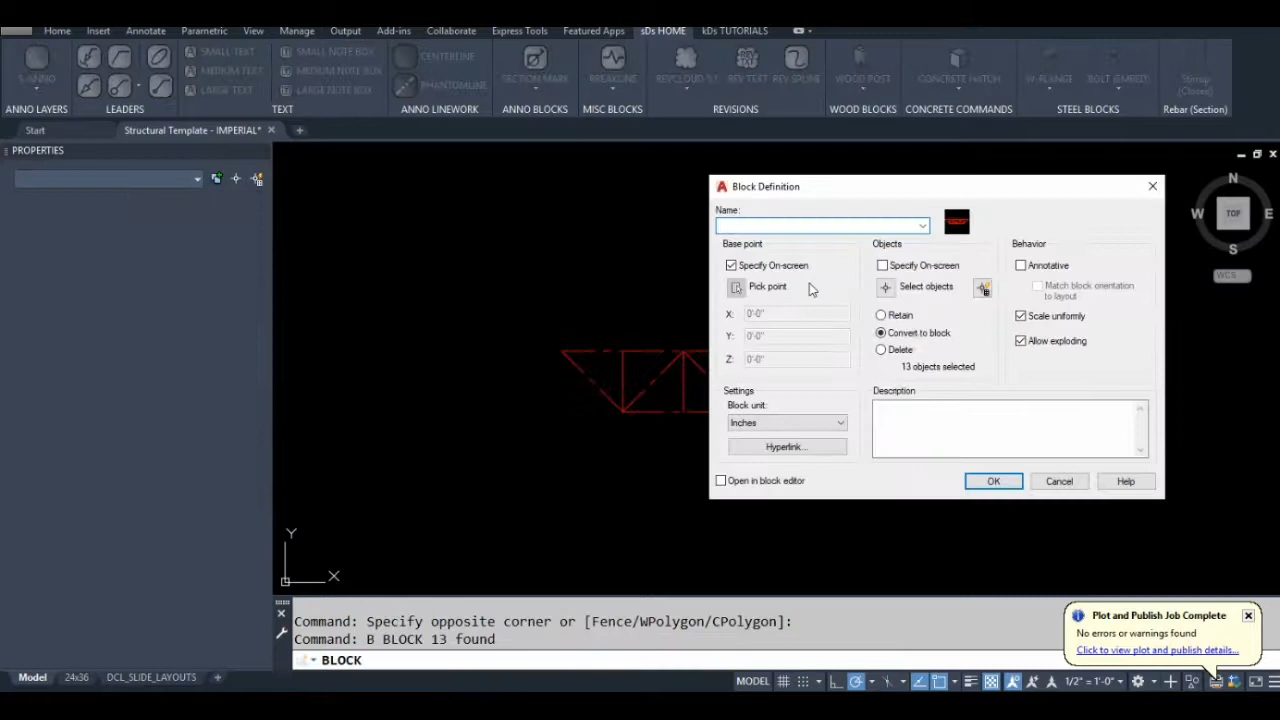 Home Insert Annotate Parametric View Manage Output Add-ins Collaborate Express Tools Featured Apps sDs HOME kDs TUTORIALS
SMALL TEXT SMALL NOTE BOX CENTERLINE
MEDIUM TEXT MEDIUM NOTE BOX
S-ANNO SECTION MARK BREAKLINE REV TEXT REV SPLINE WOOD POST CONCRETE HATCH W-FLANGE BOLT (EMBED) Stirrup
LARGE TEXT LARGE NOTE BOX PHANTOMLINE (Closed)
ANNO LAYERS LEADERS TEXT ANNO LINEWORK ANNO BLOCKS MISC BLOCKS REVISIONS WOOD BLOCKS CONCRETE COMMANDS STEEL BLOCKS Rebar (Section)
Start Structural Template - IMPERIAL*
PROPERTIES
Block Definition
Name:
Base point
Specify On-screen
Pick point
X: 0'-0"
Y: 0'-0"
Z: 0'-0"
Settings
Block unit:
Inches
Hyperlink...
Open in block editor
Objects
Specify On-screen
Select objects
Retain
Convert to block
Delete
13 objects selected
Behavior
Annotative
Match block orientation
to layout
Scale uniformly
Allow exploding
Description
OK Cancel Help
N
W TOP E
S
WCS
Y
X
Command: Specify opposite corner or [Fence/WPolygon/CPolygon]:
Command: B BLOCK 13 found
BLOCK
Plot and Publish Job Complete
No errors or warnings found
Click to view plot and publish details...
Model 24x36 DCL_SLIDE_LAYOUTS
MODEL 1/2" = 1'-0"